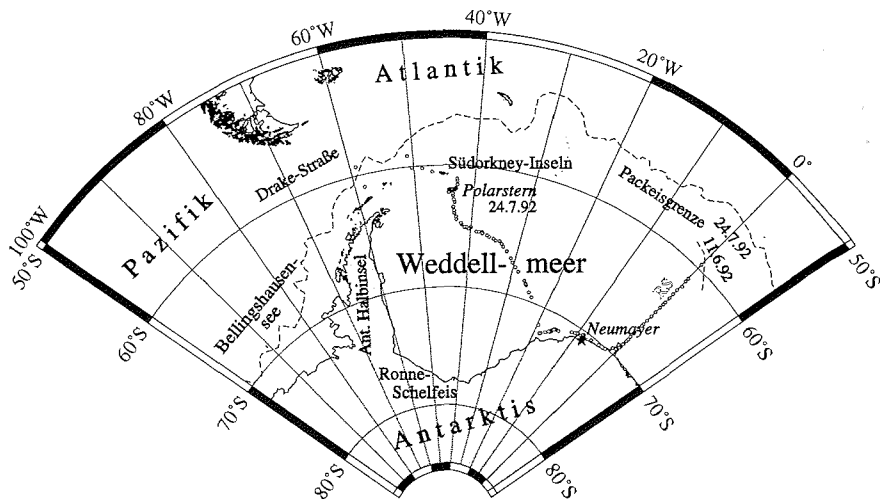 40°W
60°W
20°W
80°W
0°
100°W
50°S
Atlantik
Drake-Straße
Südorkney-Inseln
Polarstern
24.7.92
Packeisgrenze
24.7.92
11.6.92
50°S
Pazifik
Weddell- meer
RS
Bellingshausen-
see
Ant. Halbinsel
Neumayer
60°S
60°S
Ronne-
Schelfeis
70°S
70°S
Antarktis
80°S
80°S